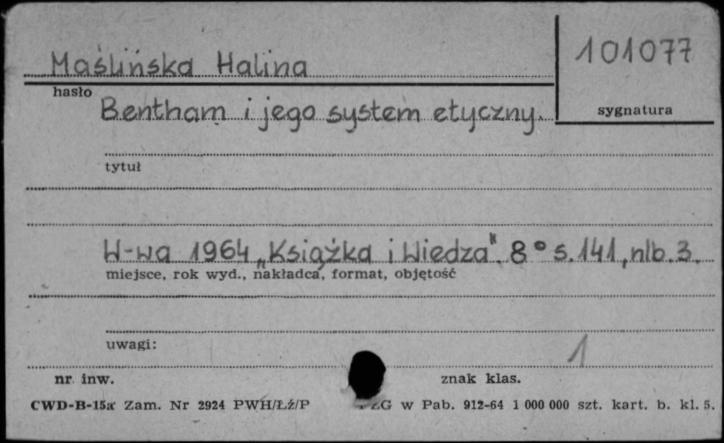 Maślińska Halina
101077
hasło
sygnatura
Bentham i jego system etyczny.
tytuł
W-wa 1964 „Książka i Wiedza". 8° s. 141, nlb. 3.
miejsce, rok wyd., nakładca, format, objętość
uwagi:
1
nr inw.
znak klas.
CWD-B-15a Zam. Nr 2924 PWH/Łź/P w Pab. 912-64 1 000 000 szt. kart. b. kl. 5.